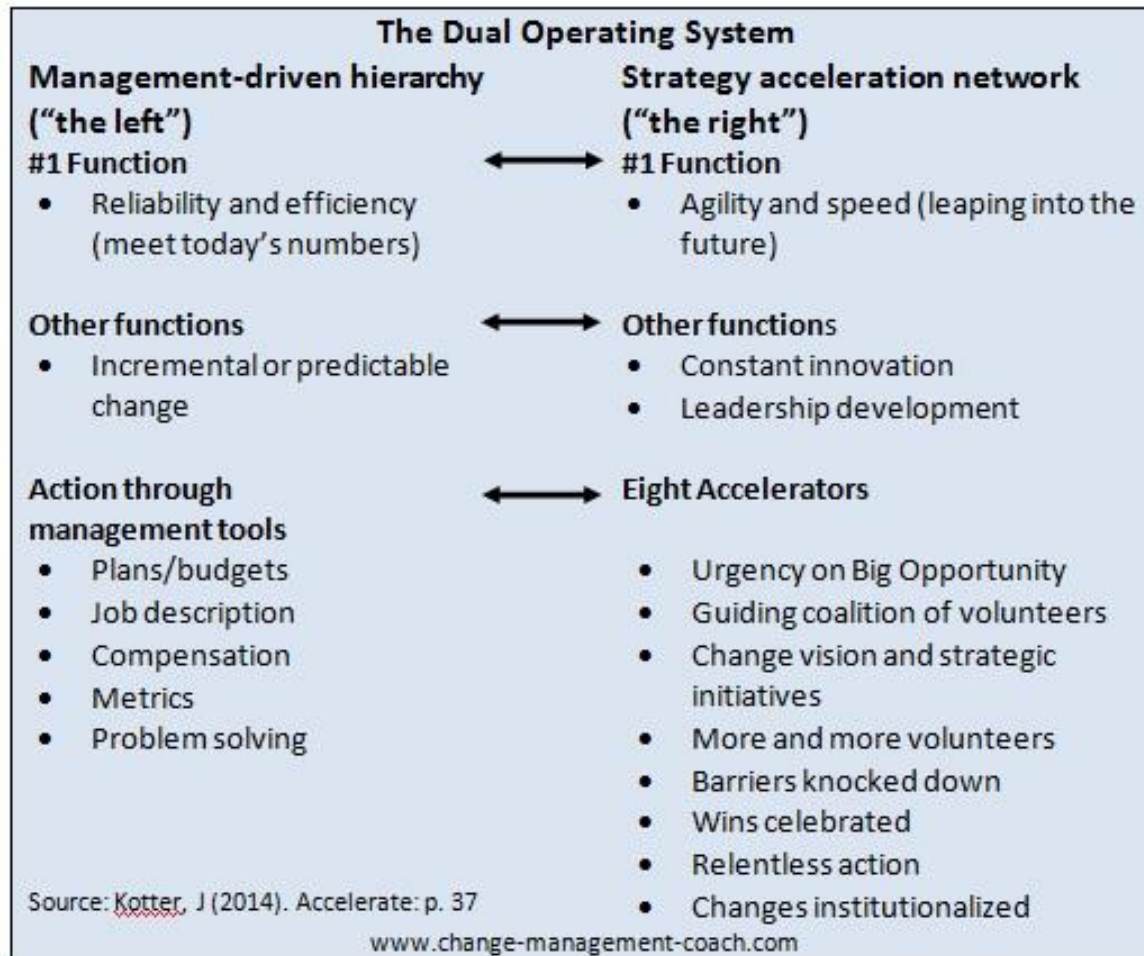 The Dual Operating System
Management-driven hierarchy
(“the left”)
#1 Function
• Reliability and efficiency
(meet today’s numbers)
Other functions
• Incremental or predictable
change
Action through
management tools
• Plans/budgets
• Job description
• Compensation
• Metrics
• Problem solving
Source: Kotter, J (2014). Accelerate: p. 37
Strategy acceleration network
(“the right”)
#1 Function
• Agility and speed (leaping into the
future)
Other functions
• Constant innovation
• Leadership development
Eight Accelerators
• Urgency on Big Opportunity
• Guiding coalition of volunteers
• Change vision and strategic
initiatives
• More and more volunteers
• Barriers knocked down
• Wins celebrated
• Relentless action
• Changes institutionalized
www.change-management-coach.com